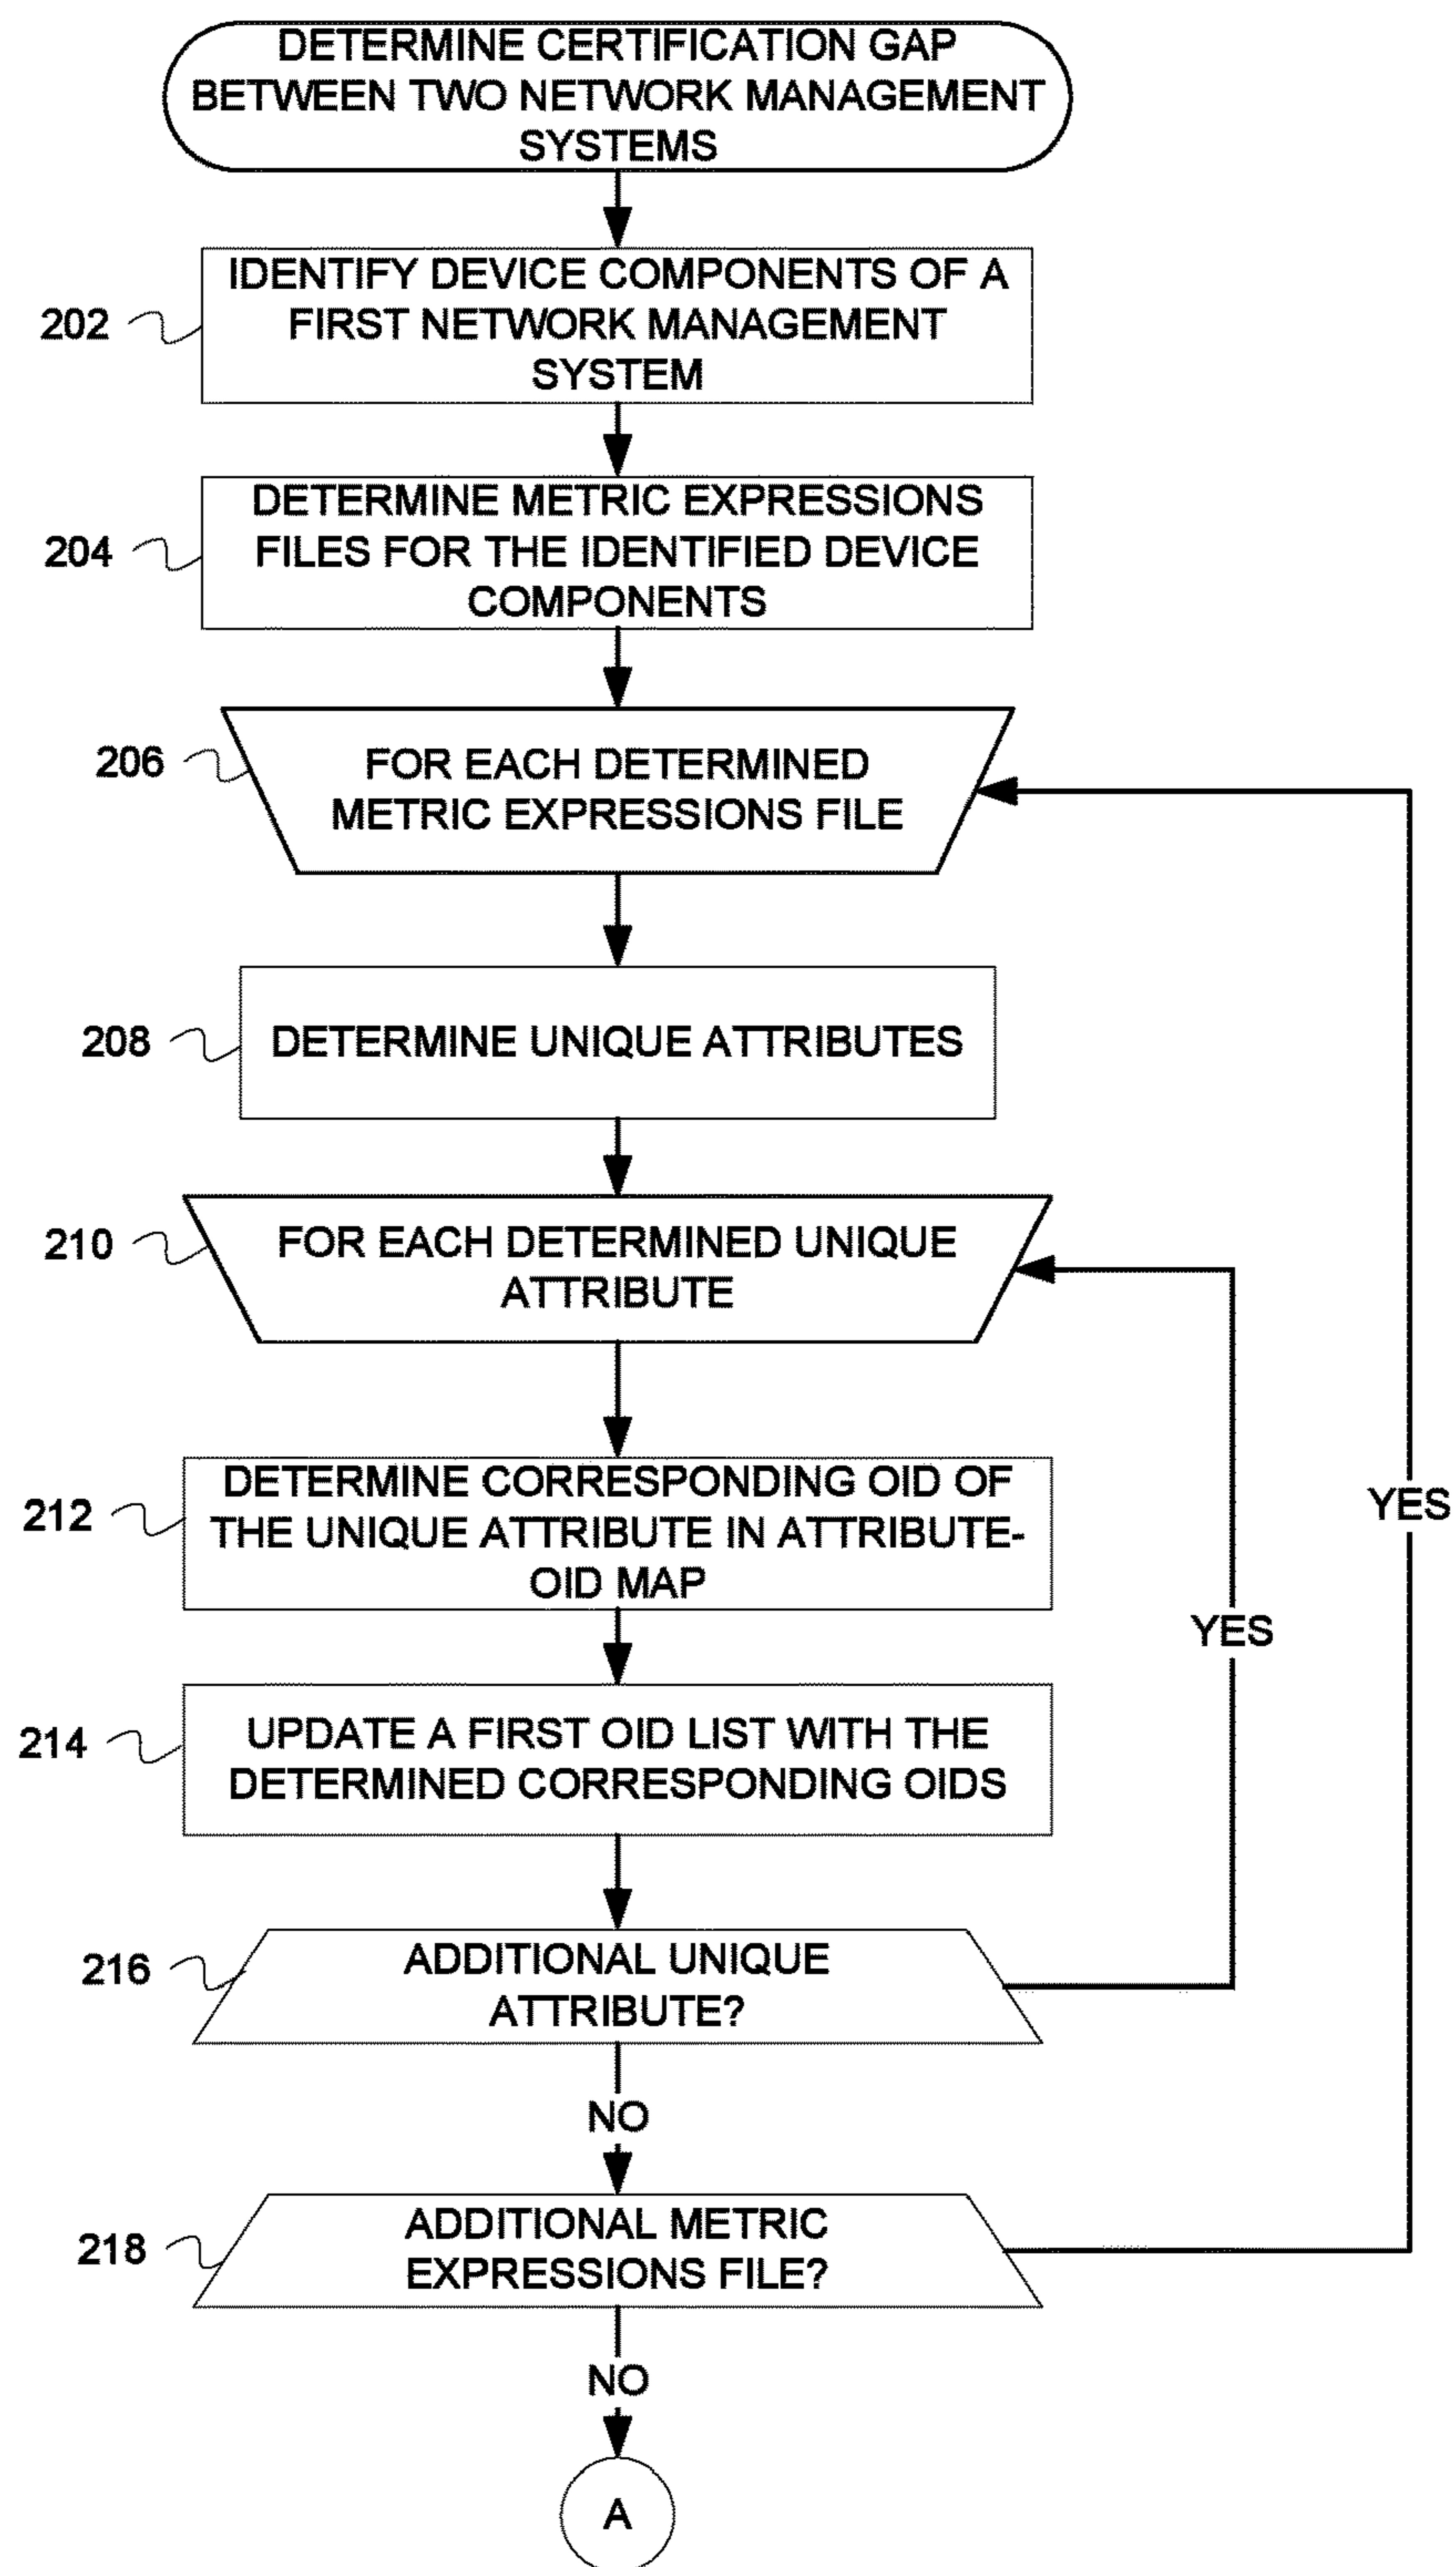 DETERMINE CERTIFICATION GAP
BETWEEN TWO NETWORK MANAGEMENT
SYSTEMS
202
IDENTIFY DEVICE COMPONENTS OF A
FIRST NETWORK MANAGEMENT
SYSTEM
204
DETERMINE METRIC EXPRESSIONS
FILES FOR THE IDENTIFIED DEVICE
COMPONENTS
206
FOR EACH DETERMINED
METRIC EXPRESSIONS FILE
208
DETERMINE UNIQUE ATTRIBUTES
210
FOR EACH DETERMINED UNIQUE
ATTRIBUTE
212
DETERMINE CORRESPONDING OID OF
THE UNIQUE ATTRIBUTE IN ATTRIBUTE-
OID MAP
YES
YES
214
UPDATE A FIRST OID LIST WITH THE
DETERMINED CORRESPONDING OIDS
216
ADDITIONAL UNIQUE
ATTRIBUTE?
NO
218
ADDITIONAL METRIC
EXPRESSIONS FILE?
NO
A